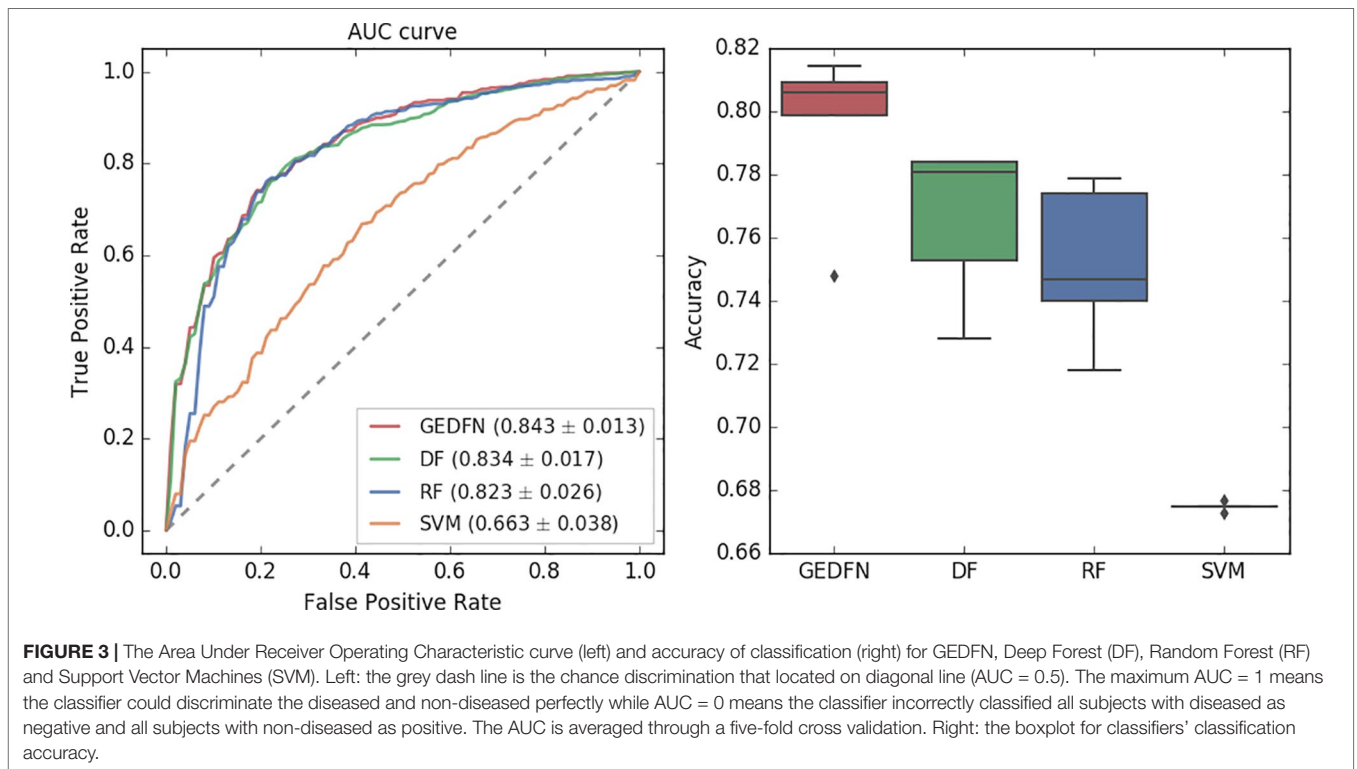 AUC curve
1.0
0.8
0.6
0.4
0.2
0.0
True Positive Rate
0.0 0.2 0.4 0.6 0.8 1.0
False Positive Rate
GEDFN (0.843 ± 0.013)
DF (0.834 ± 0.017)
RF (0.823 ± 0.026)
SVM (0.663 ± 0.038)
0.82
0.80
0.78
0.76
0.74
0.72
0.70
0.68
0.66
Accuracy
GEDFN DF RF SVM
FIGURE 3 | The Area Under Receiver Operating Characteristic curve (left) and accuracy of classification (right) for GEDFN, Deep Forest (DF), Random Forest (RF)
and Support Vector Machines (SVM). Left: the grey dash line is the chance discrimination that located on diagonal line (AUC = 0.5). The maximum AUC = 1 means
the classifier could discriminate the diseased and non-diseased perfectly while AUC = 0 means the classifier incorrectly classified all subjects with diseased as
negative and all subjects with non-diseased as positive. The AUC is averaged through a five-fold cross validation. Right: the boxplot for classifiers' classification
accuracy.